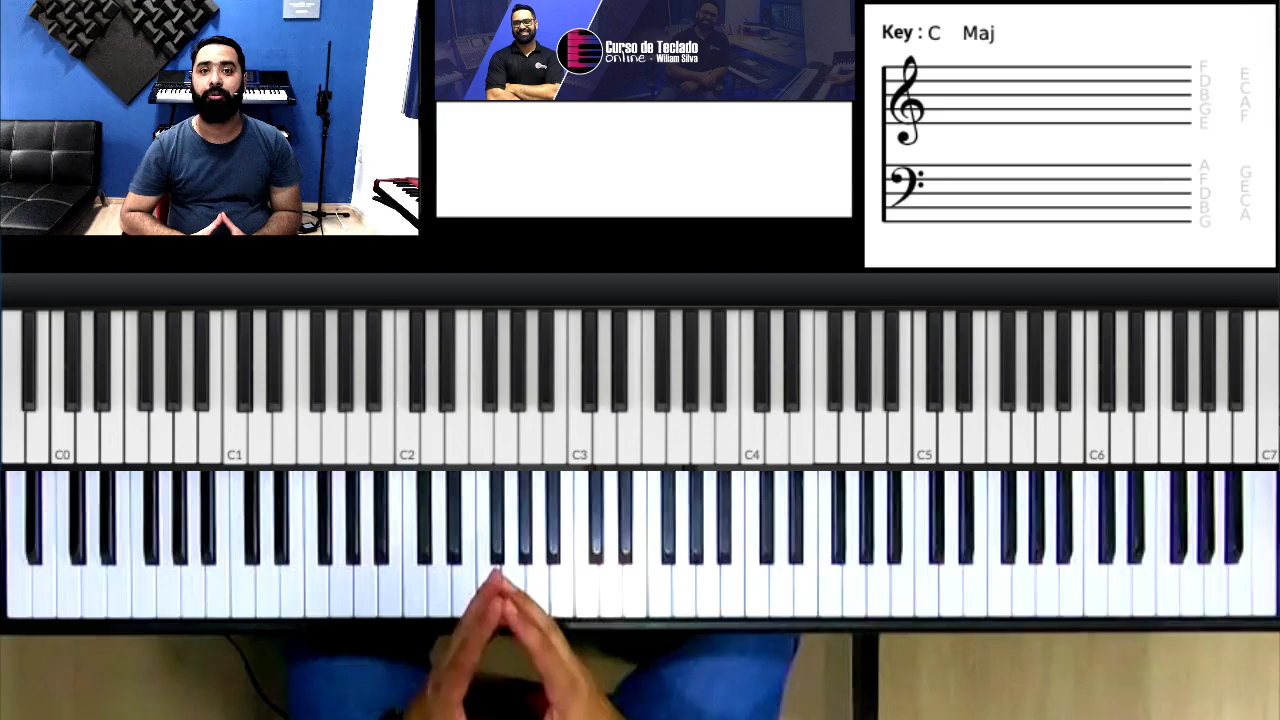 Curso de Teclado
online - Wiliam Silva
Key : C Maj
F
D
B
G
E
E
C
A
F
A
F
D
B
G
G
E
C
A
C0 C1 C2 C3 C4 C5 C6 C7